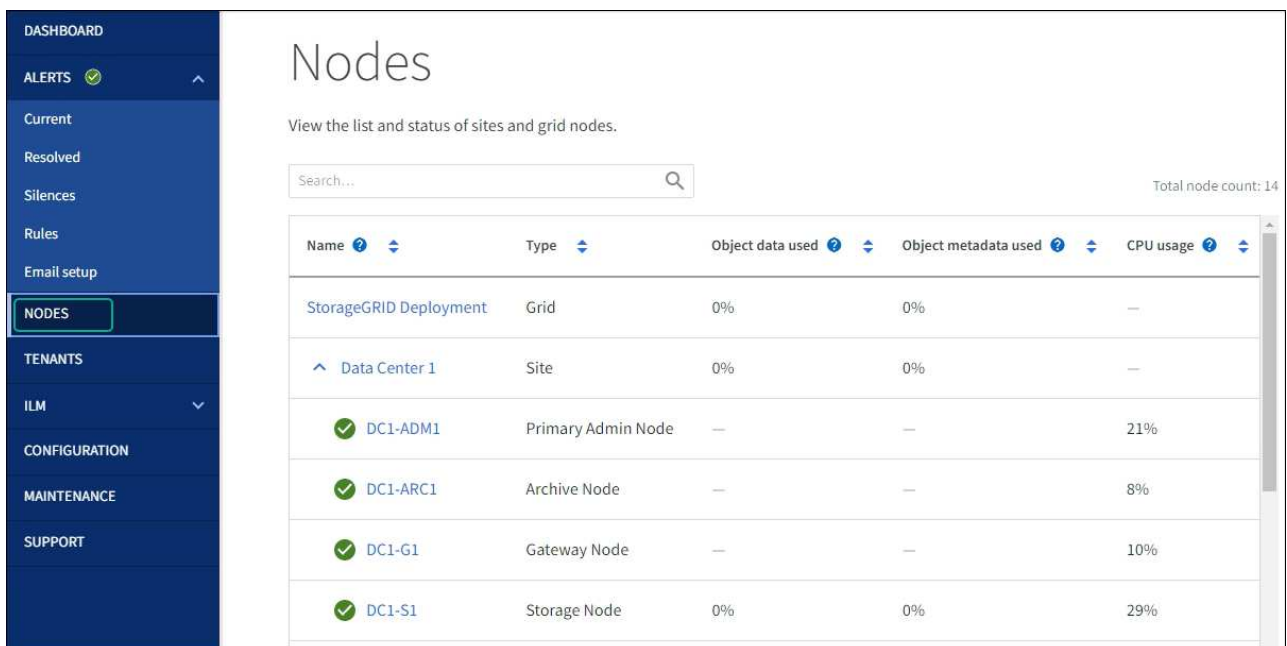 DASHBOARD
ALERTS
Current
Resolved
Silences
Rules
Email setup
NODES
TENANTS
ILM
CONFIGURATION
MAINTENANCE
SUPPORT
Nodes
View the list and status of sites and grid nodes.
Search...
Total node count: 14
Name ? Type Object data used ? Object metadata used ? CPU usage ?
StorageGRID Deployment Grid 0% 0% —
Data Center 1 Site 0% 0% —
DC1-ADM1 Primary Admin Node — — 21%
DC1-ARC1 Archive Node — — 8%
DC1-G1 Gateway Node — — 10%
DC1-S1 Storage Node 0% 0% 29%